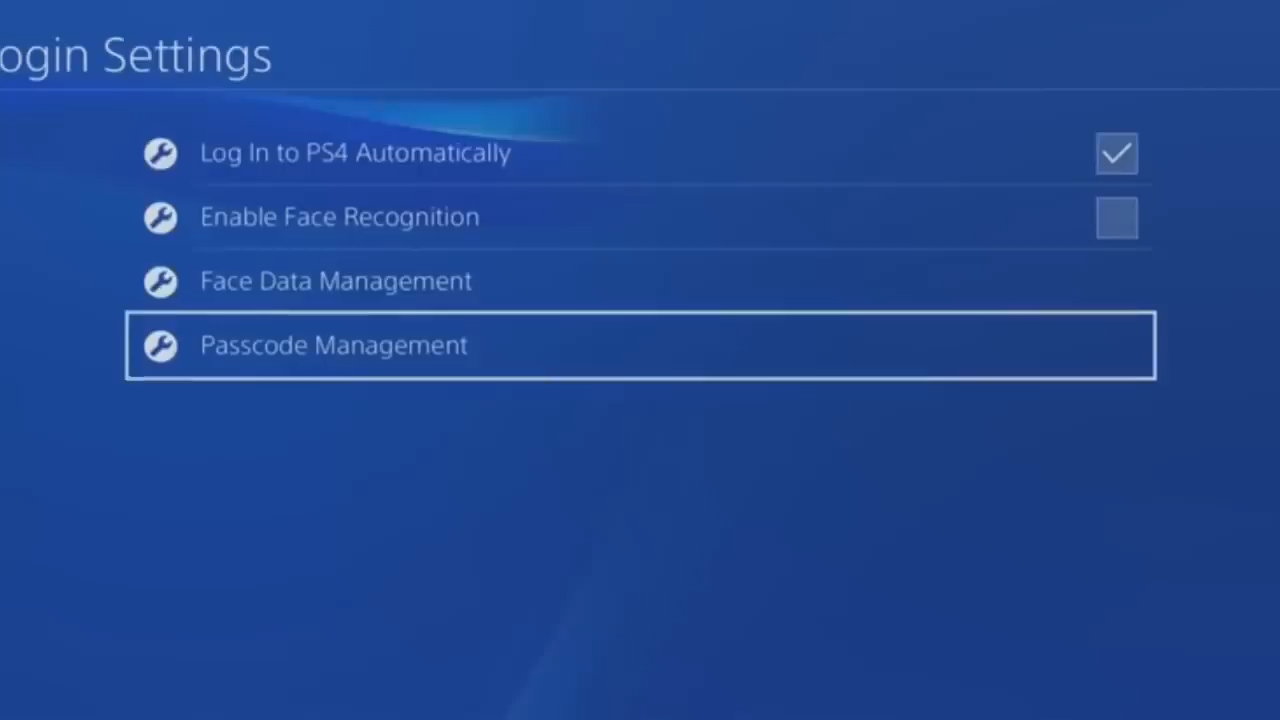 ogin Settings
Log In to PS4 Automatically
Enable Face Recognition
Face Data Management
Passcode Management